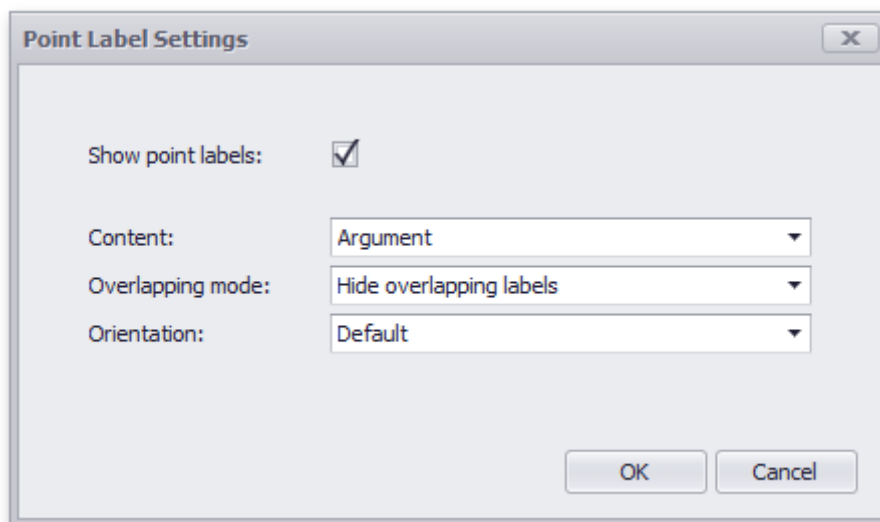 Point Label Settings
Show point labels:
Content: Argument
Overlapping mode: Hide overlapping labels
Orientation: Default
OK Cancel